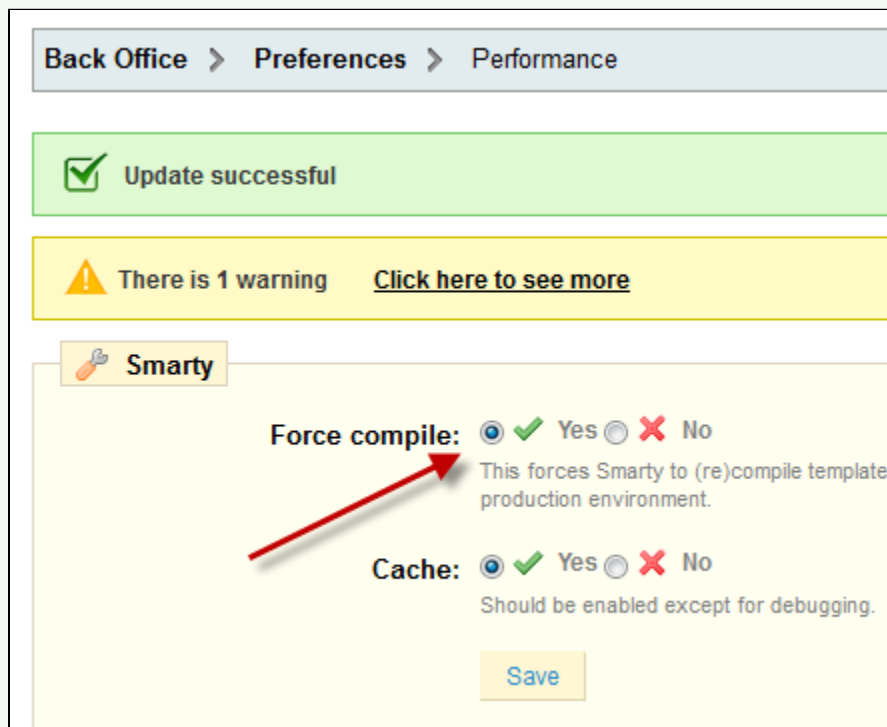 Back Office > Preferences > Performance
Update successful
There is 1 warning Click here to see more
Smarty
Force compile: Yes No
This forces Smarty to (re)compile template
production environment.
Cache: Yes No
Should be enabled except for debugging.
Save